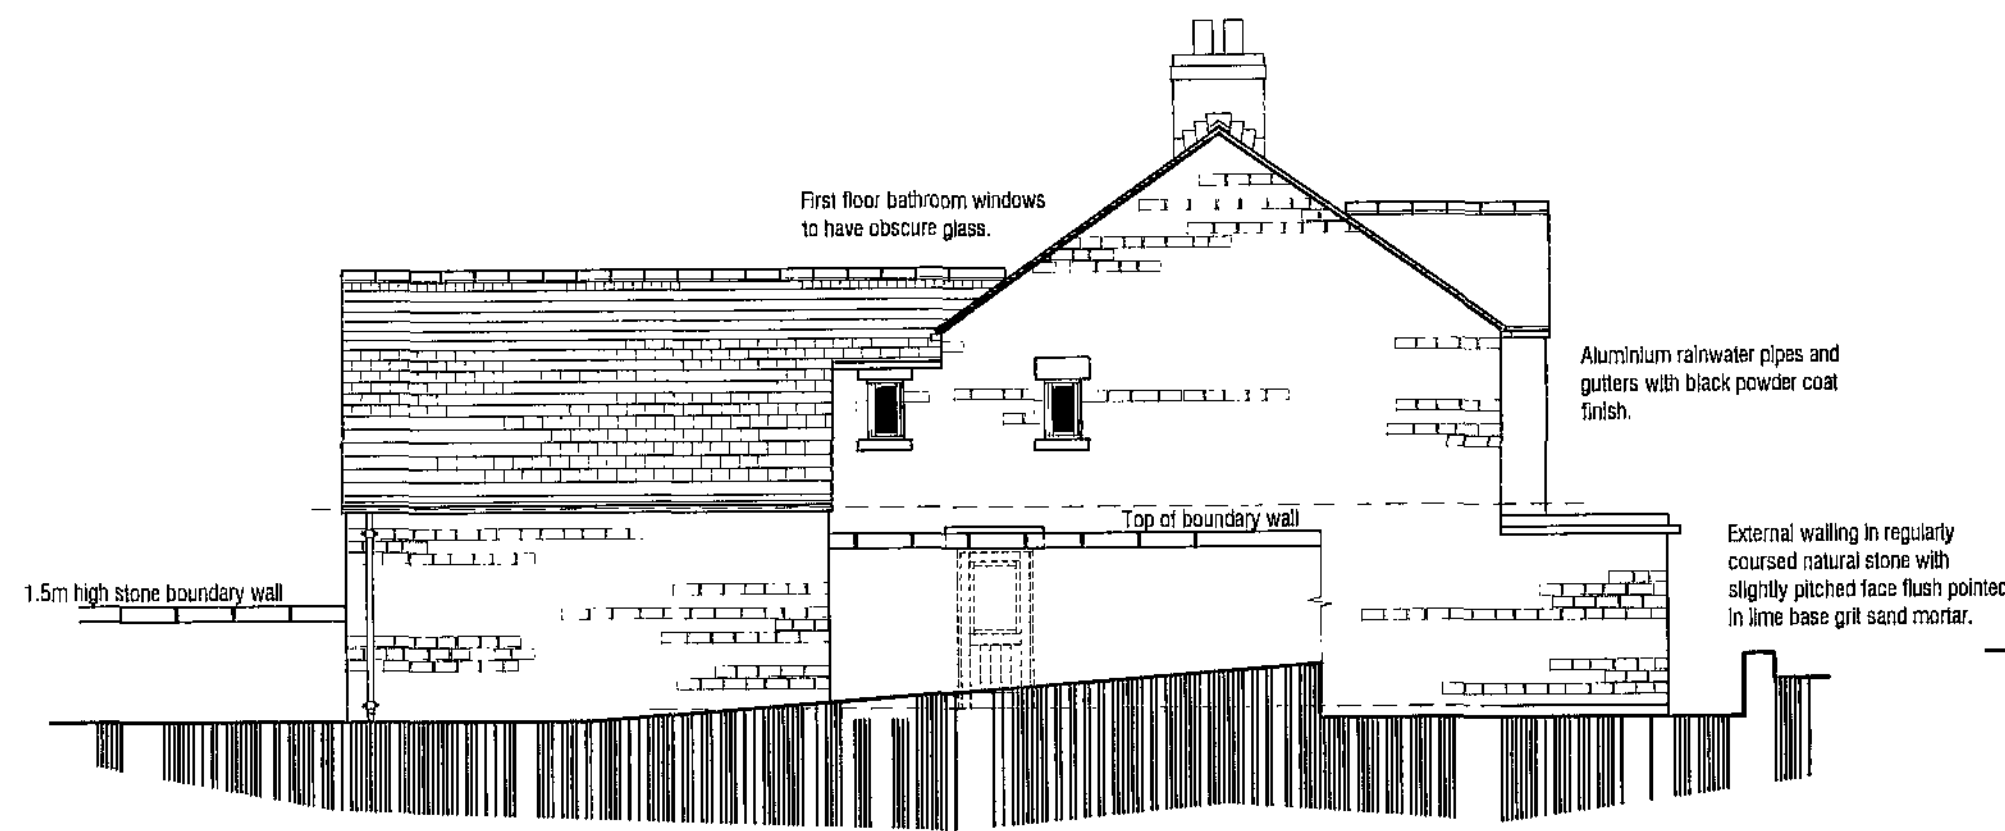 First floor bathroom windows
to have obscure glass.
Aluminium rainwater pipes and
gutters with black powder coat
finish.
Top of boundary wall
External walling in regularly
coursed natural stone with
slightly pitched face flush pointed
in lime base grit sand mortar.
1.5m high stone boundary wall